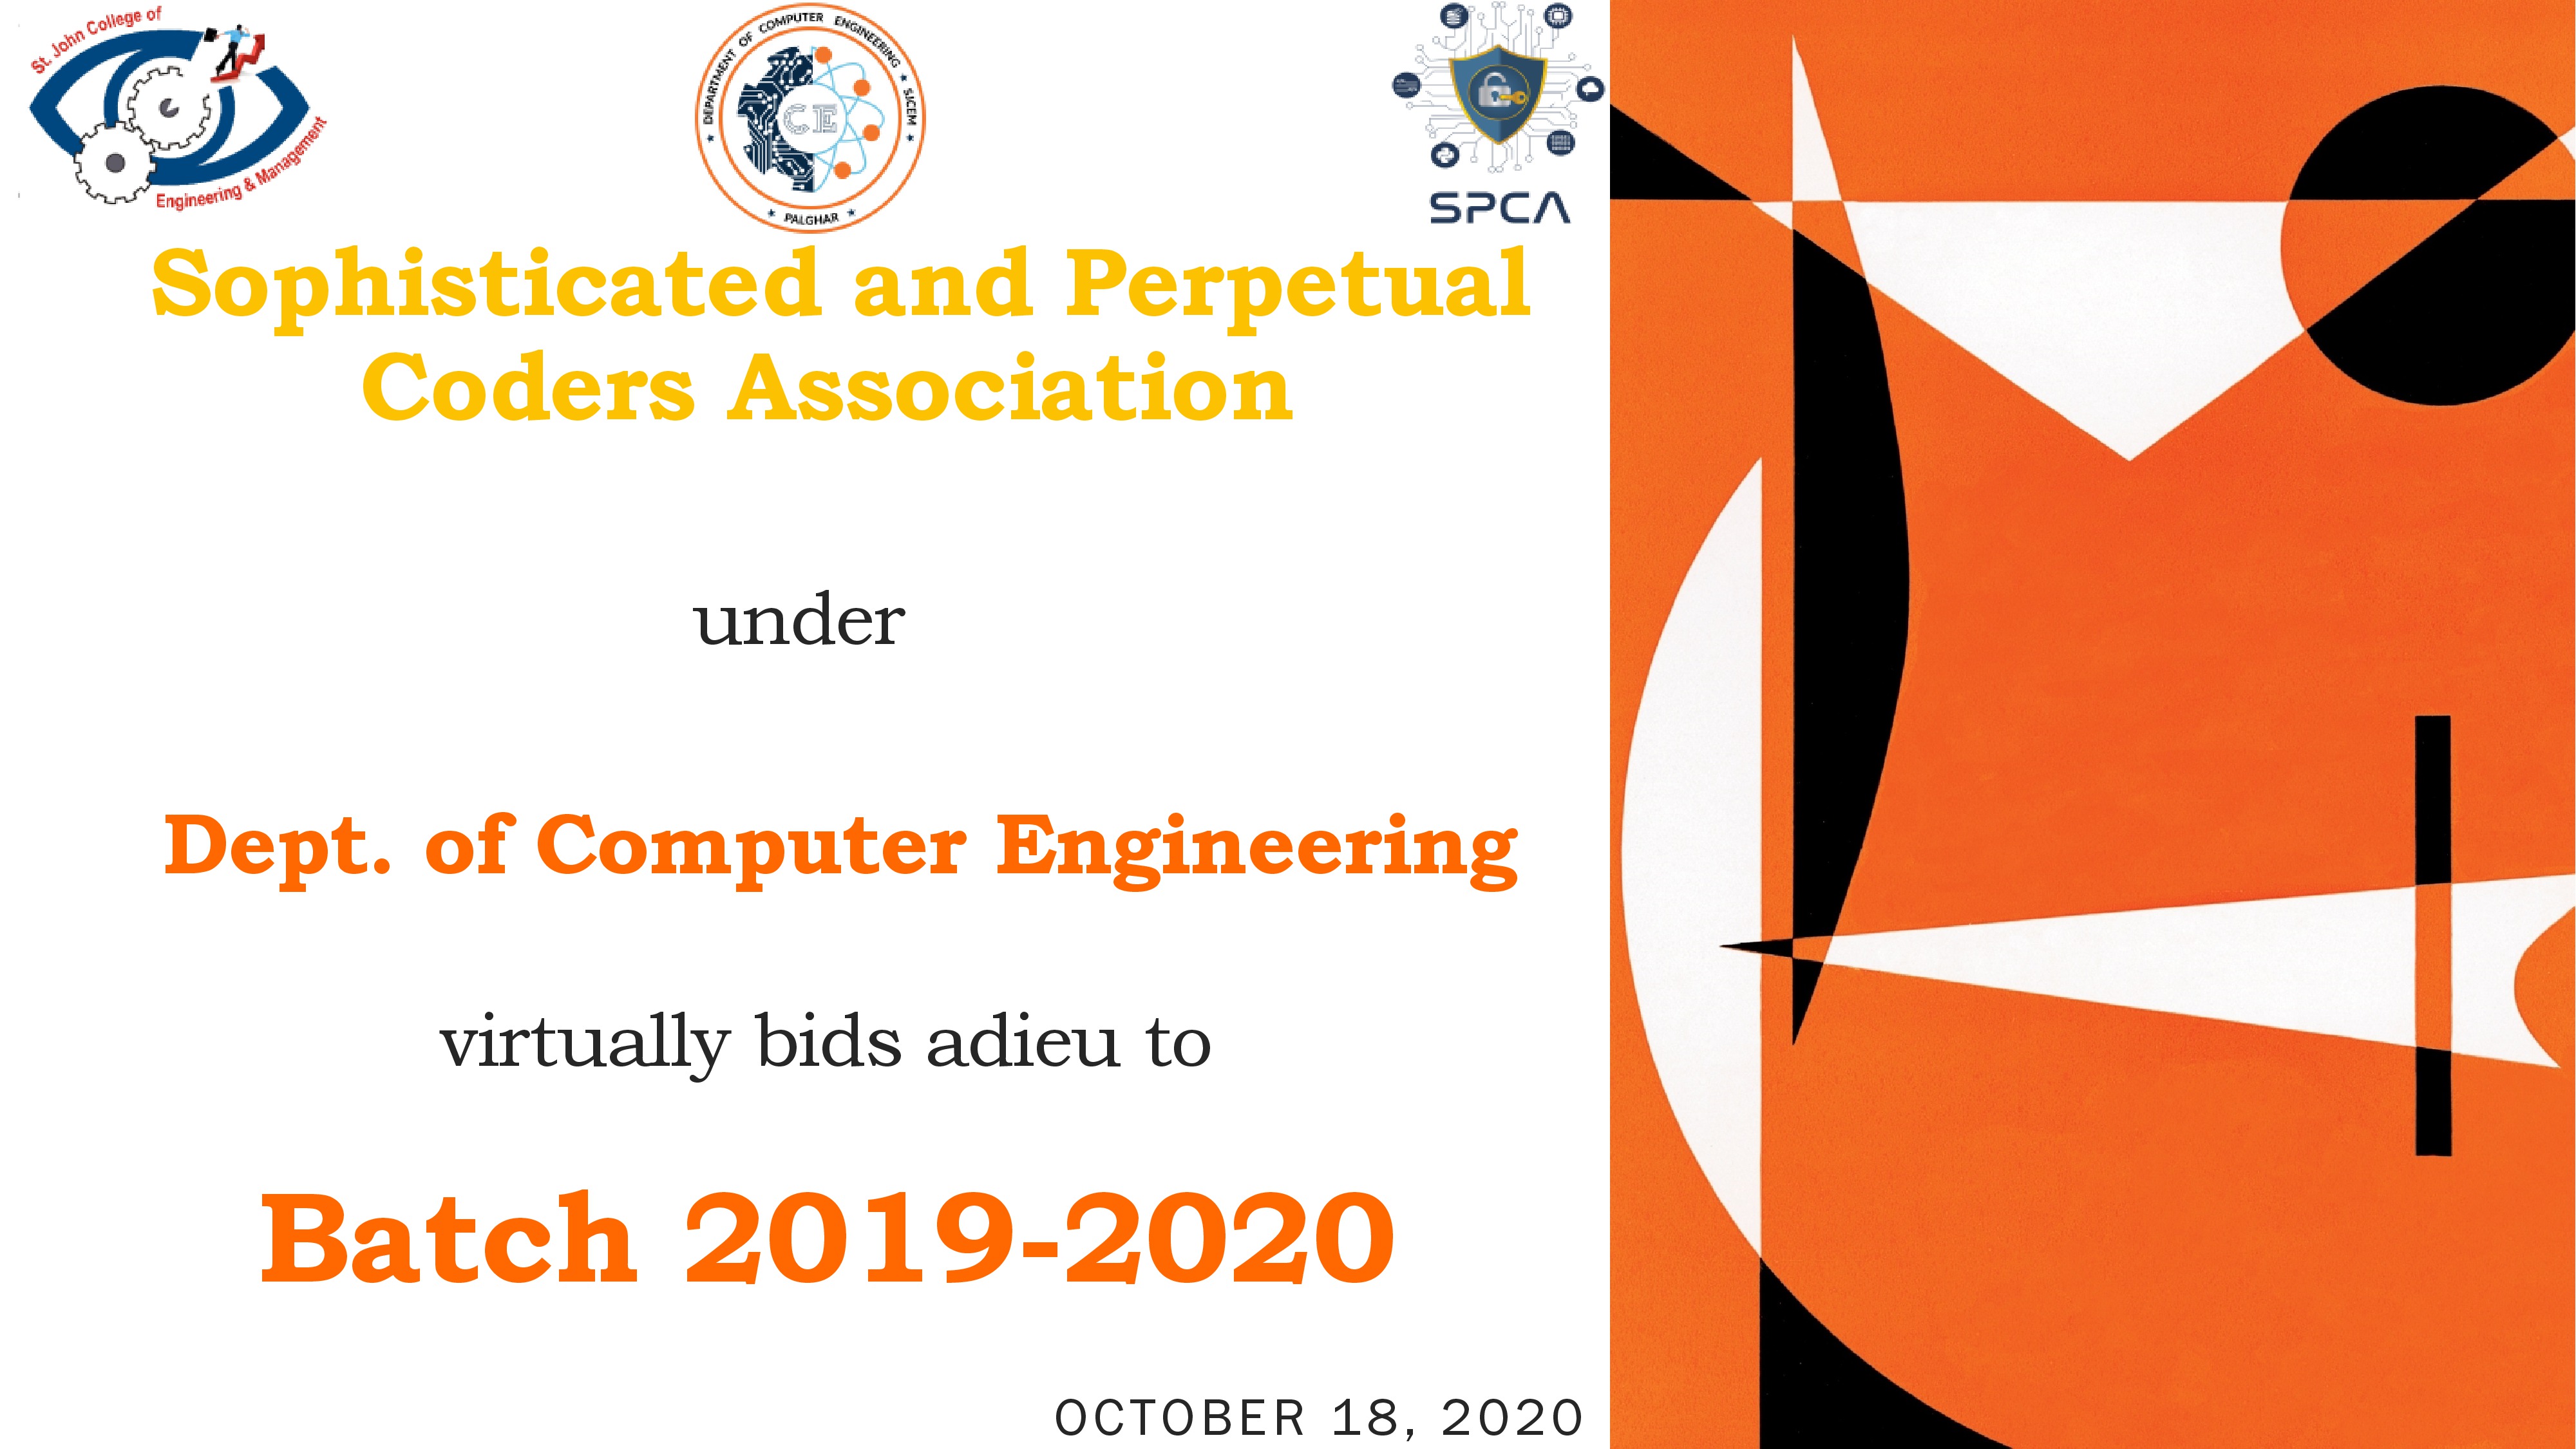 St. John College of
Engineering & Management
★ DEPARTMENT OF COMPUTER ENGINEERING ★ SJCEM ★
CE
★ PALGHAR ★
SPCA
Sophisticated and Perpetual
Coders Association
under
Dept. of Computer Engineering
virtually bids adieu to
Batch 2019-2020
OCTOBER 18, 2020